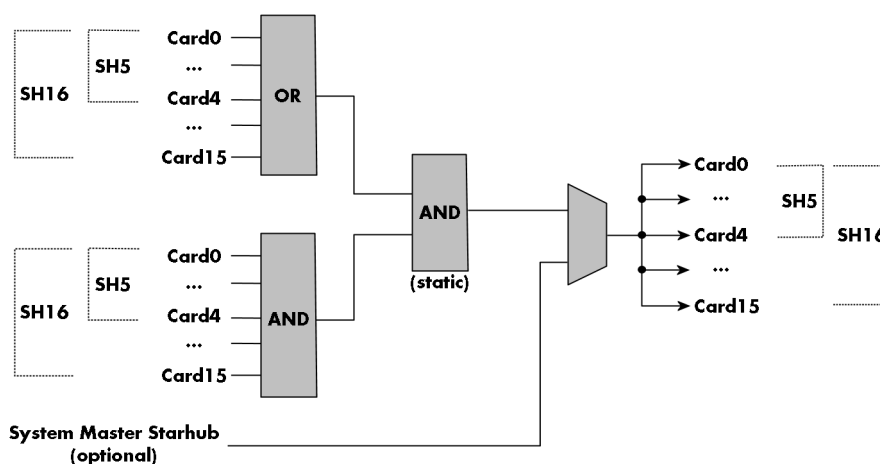 Card0
...
Card4
...
Card15
SH5
SH16
OR
AND
(static)
Card0
...
Card4
...
Card15
SH5
SH16
Card0
...
Card4
...
Card15
SH5
SH16
AND
System Master Starhub
(optional)